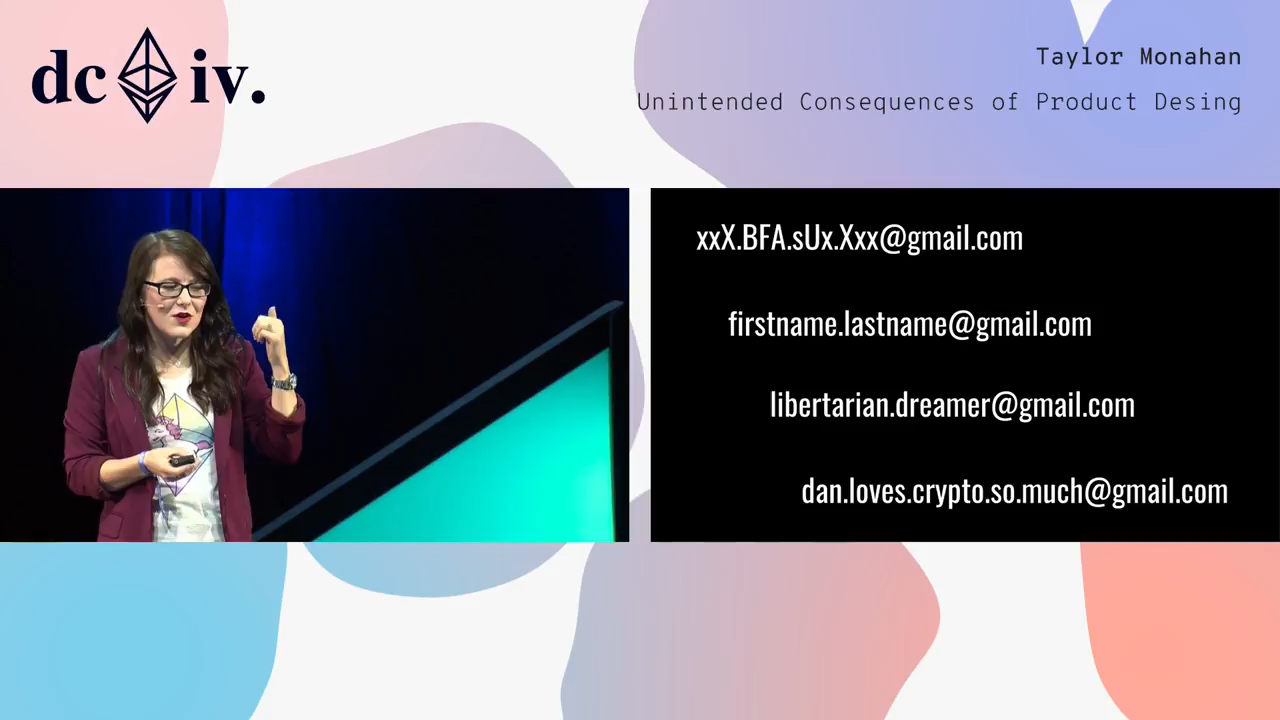 dc iv.
Taylor Monahan
Unintended Consequences of Product Desing
xxX.BFA.sUx.Xxx@gmail.com
firstname.lastname@gmail.com
libertarian.dreamer@gmail.com
dan.loves.crypto.so.much@gmail.com